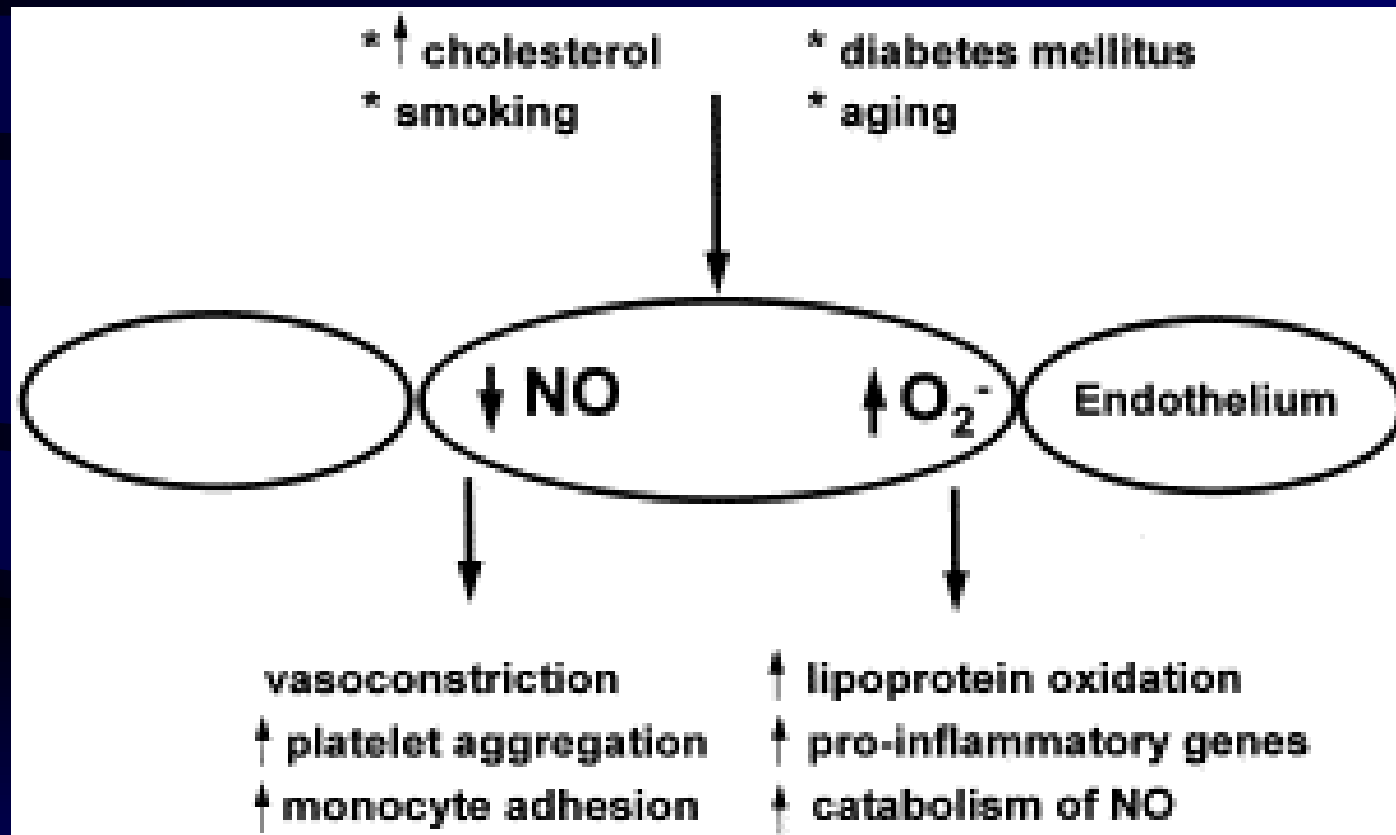 * ↑ cholesterol
* smoking
* diabetes mellitus
* aging
↓ NO
↑ O₂⁻
Endothelium
vasoconstriction
↑ platelet aggregation
↑ monocyte adhesion
↑ lipoprotein oxidation
↑ pro-inflammatory genes
↑ catabolism of NO